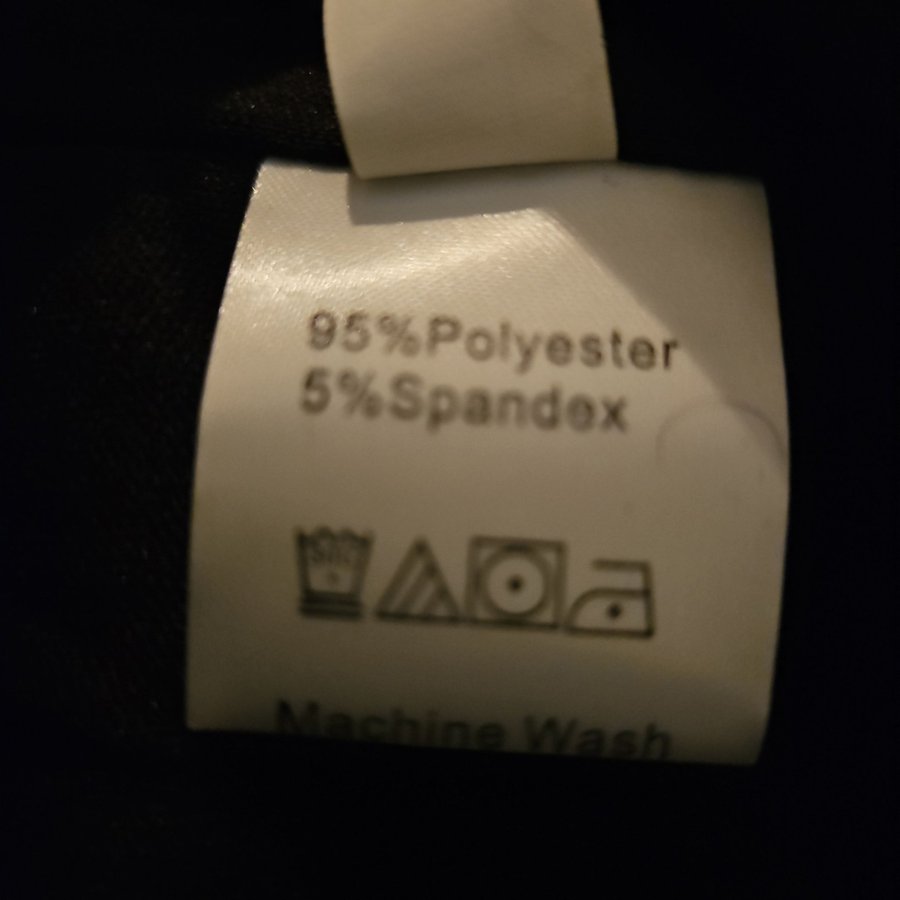 95%Polyester
5%Spandex
Machine Wash